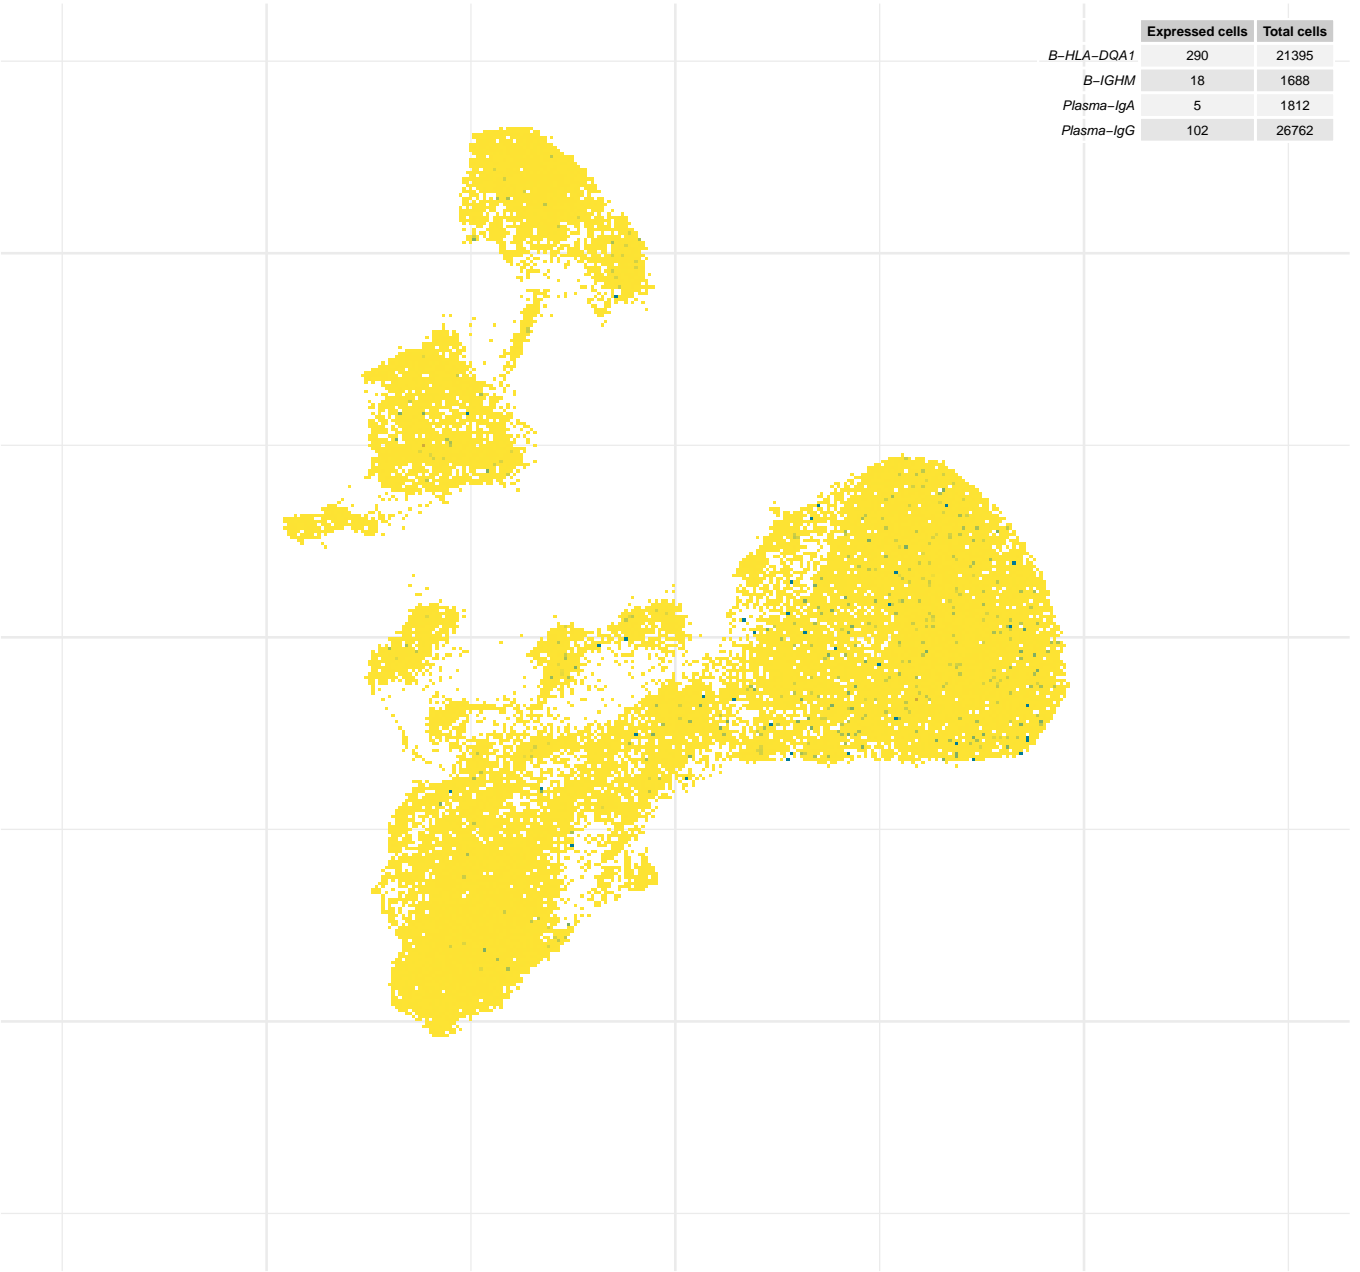 Expressed cells Total cells
B−HLA−DQA1 290 21395
B−IGHM 18 1688
Plasma−IgA 5 1812
Plasma−IgG 102 26762